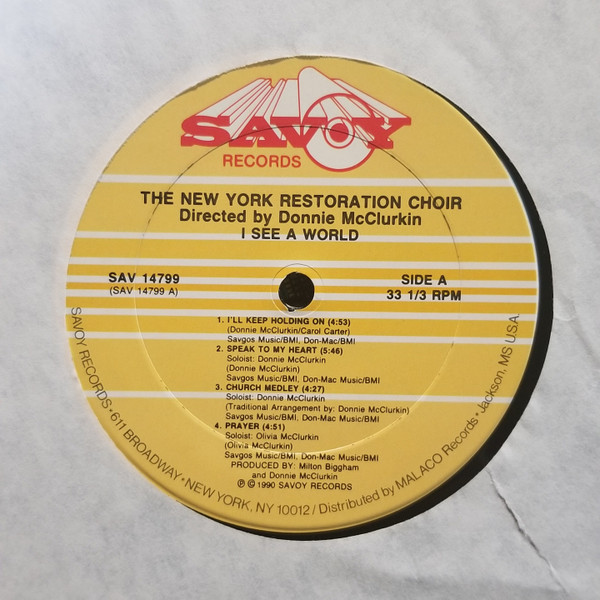 SAVOY
RECORDS
THE NEW YORK RESTORATION CHOIR
Directed by Donnie McClurkin
I SEE A WORLD
SAV 14799
(SAV 14799 A)
SIDE A
33 1/3 RPM
1. I'LL KEEP HOLDING ON (4:53)
(Donnie McClurkin/Carol Carter)
Savgos Music/BMI, Don-Mac/BMI
2. SPEAK TO MY HEART (5:46)
Soloist: Donnie McClurkin
(Donnie McClurkin)
Savgos Music/BMI, Don-Mac Music/BMI
3. CHURCH MEDLEY (4:27)
Soloist: Donnie McClurkin
(Traditional Arrangement by: Donnie McClurkin)
Savgos Music/BMI, Don-Mac Music/BMI
4. PRAYER (4:51)
Soloist: Olivia McClurkin
(Olivia McClurkin)
Savgos Music/BMI, Don-Mac Music/BMI
PRODUCED BY: Milton Biggham
and Donnie McClurkin
℗ © 1990 SAVOY RECORDS
SAVOY RECORDS • 611 BROADWAY • NEW YORK, NY 10012 / Distributed by MALACO Records • Jackson, MS U.S.A.